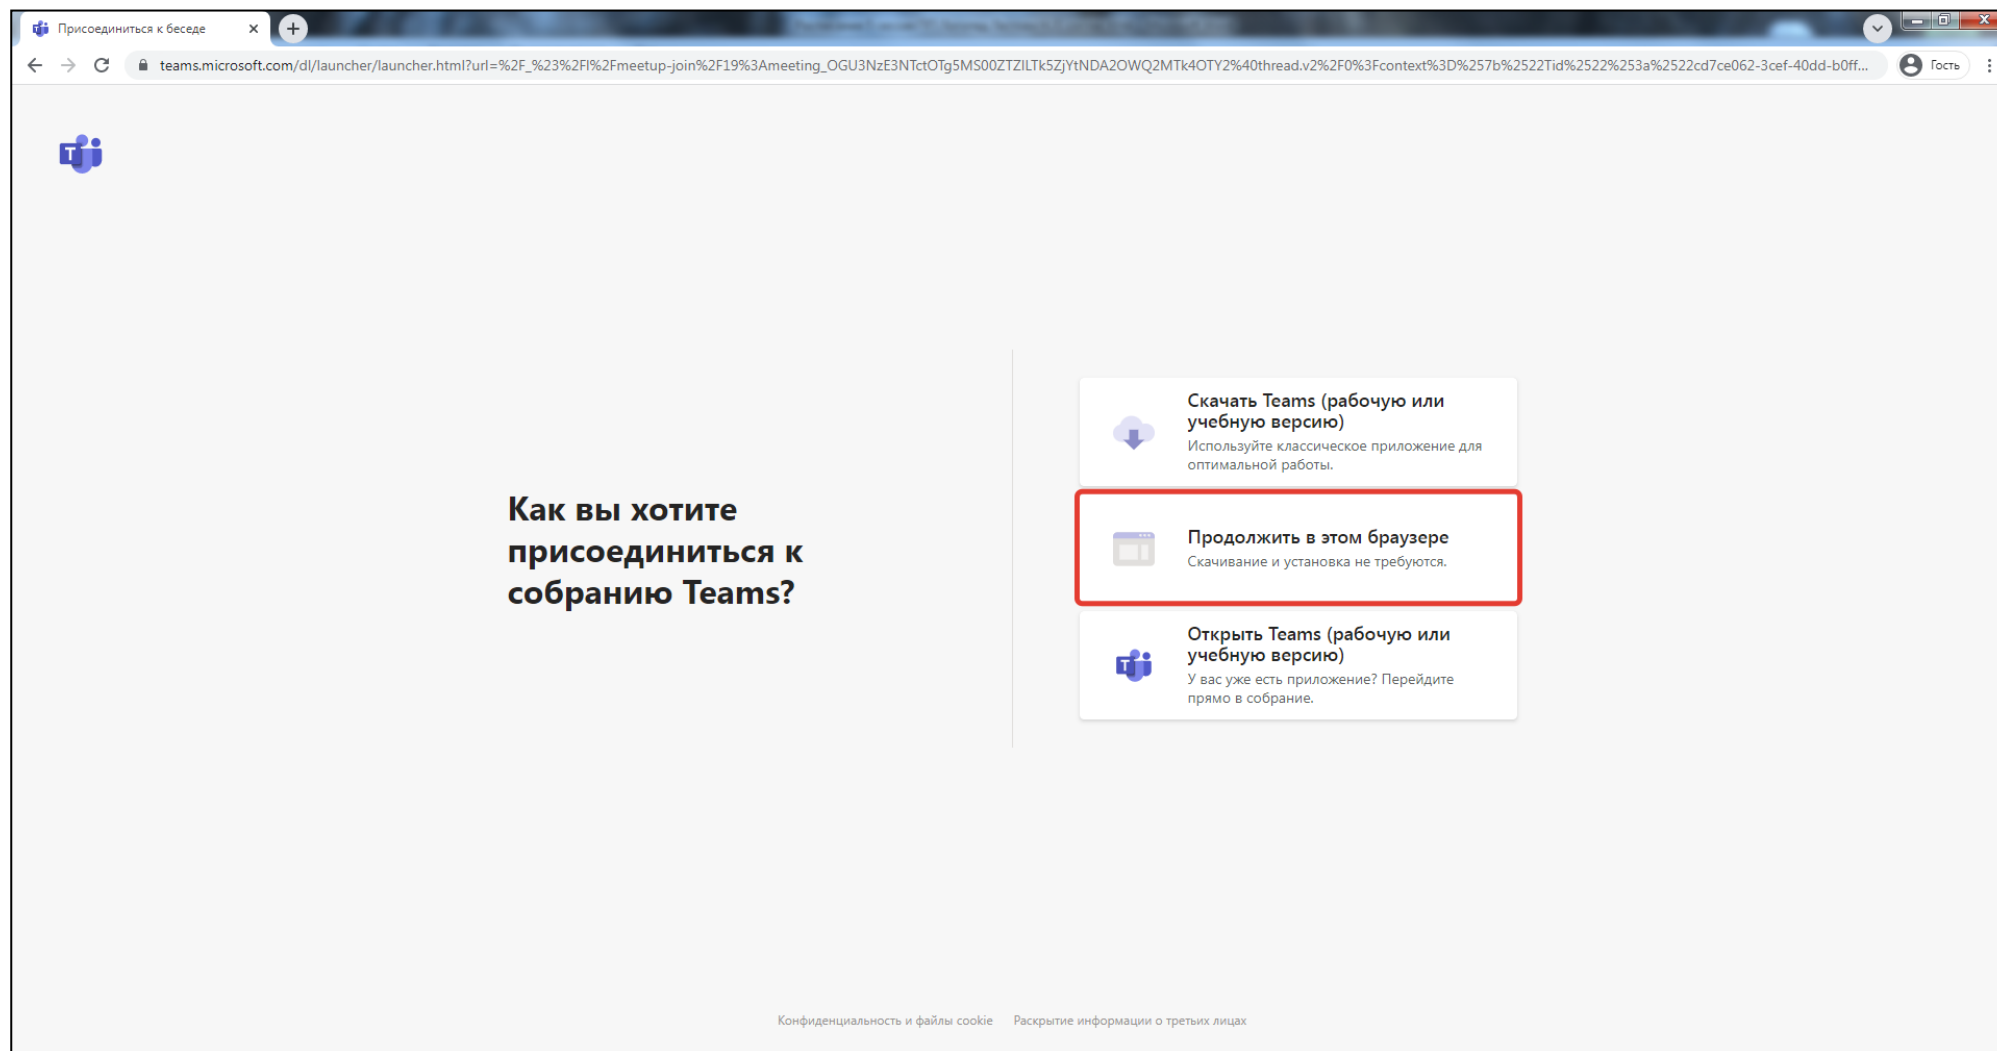 Присоединиться к беседе
teams.microsoft.com/dl/launcher/launcher.html?url=%2F_%23%2Fl%2Fmeetup-join%2F19%3Ameeting_OGU3NzE3NTctOTg5MS00ZTZlLTk5ZjYtNDA2OWQ2MTk4OTY2%40thread.v2%2F0%3Fcontext%3D%257b%2522Tid%2522%253a%2522cd7ce062-3cef-40dd-b0ff...
Гость
Скачать Teams (рабочую или
учебную версию)
Используйте классическое приложение для
оптимальной работы.
Как вы хотите
присоединиться к
собранию Teams?
Продолжить в этом браузере
Скачивание и установка не требуются.
Открыть Teams (рабочую или
учебную версию)
У вас уже есть приложение? Перейдите
прямо в собрание.
Конфиденциальность и файлы cookie
Раскрытие информации о третьих лицах